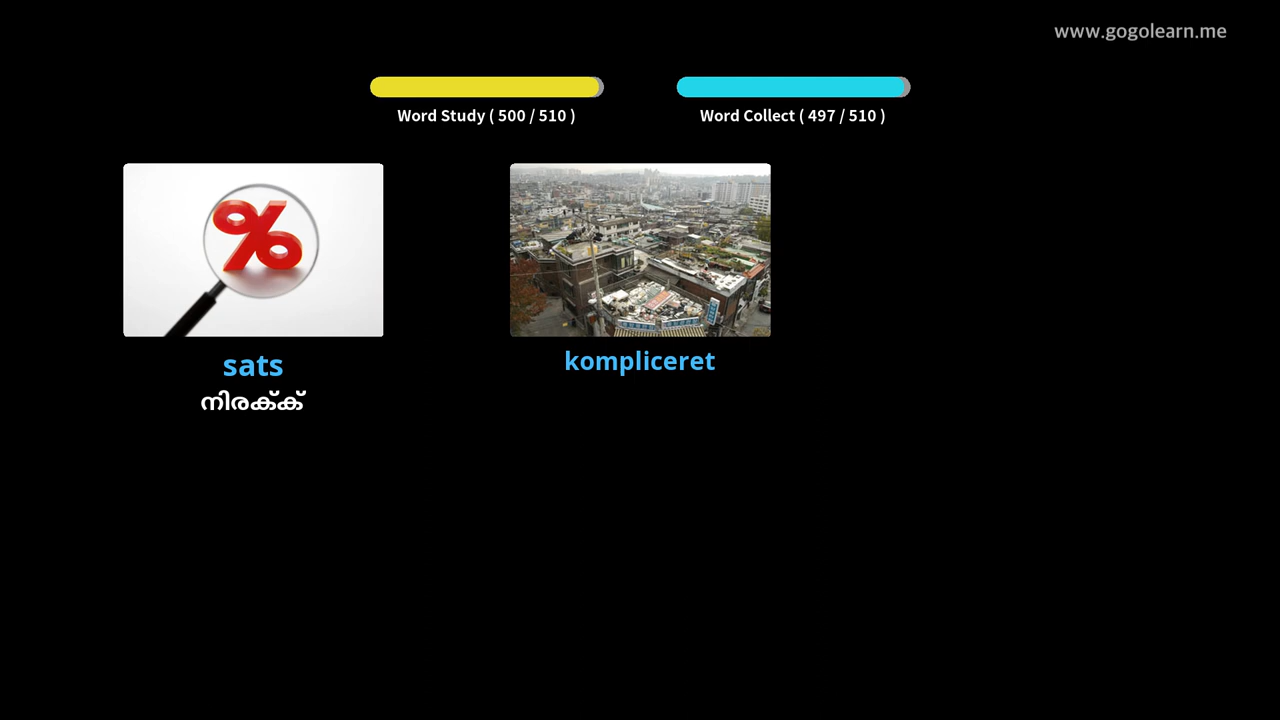 www.gogolearn.me
Word Study ( 500 / 510 )
Word Collect ( 497 / 510 )
sats
നിരക്ക്
kompliceret